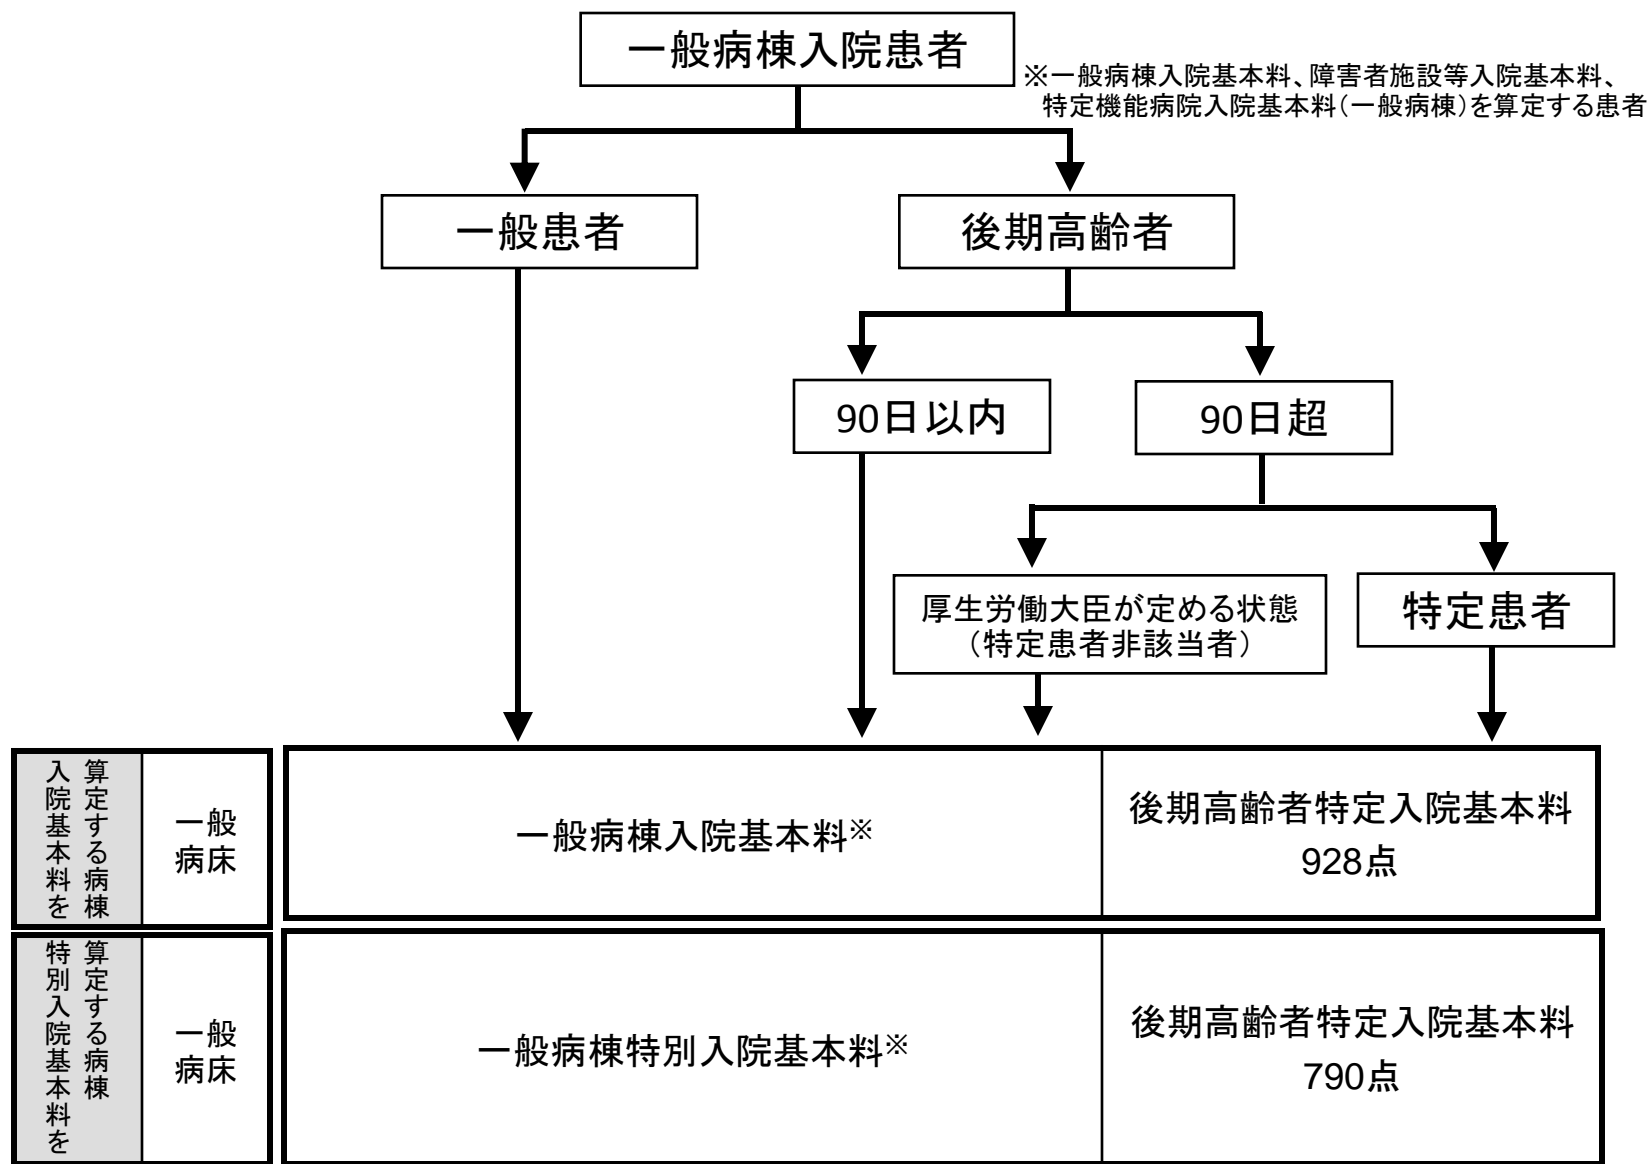 一般病棟入院患者
※一般病棟入院基本料、障害者施設等入院基本料、
特定機能病院入院基本料(一般病棟)を算定する患者
一般患者
後期高齢者
90日以内
90日超
厚生労働大臣が定める状態
(特定患者非該当者)
特定患者
入院基本料を
算定する病棟
一般
病床
一般病棟入院基本料※
後期高齢者特定入院基本料
928点
特別入院基本料を
算定する病棟
一般
病床
一般病棟特別入院基本料※
後期高齢者特定入院基本料
790点